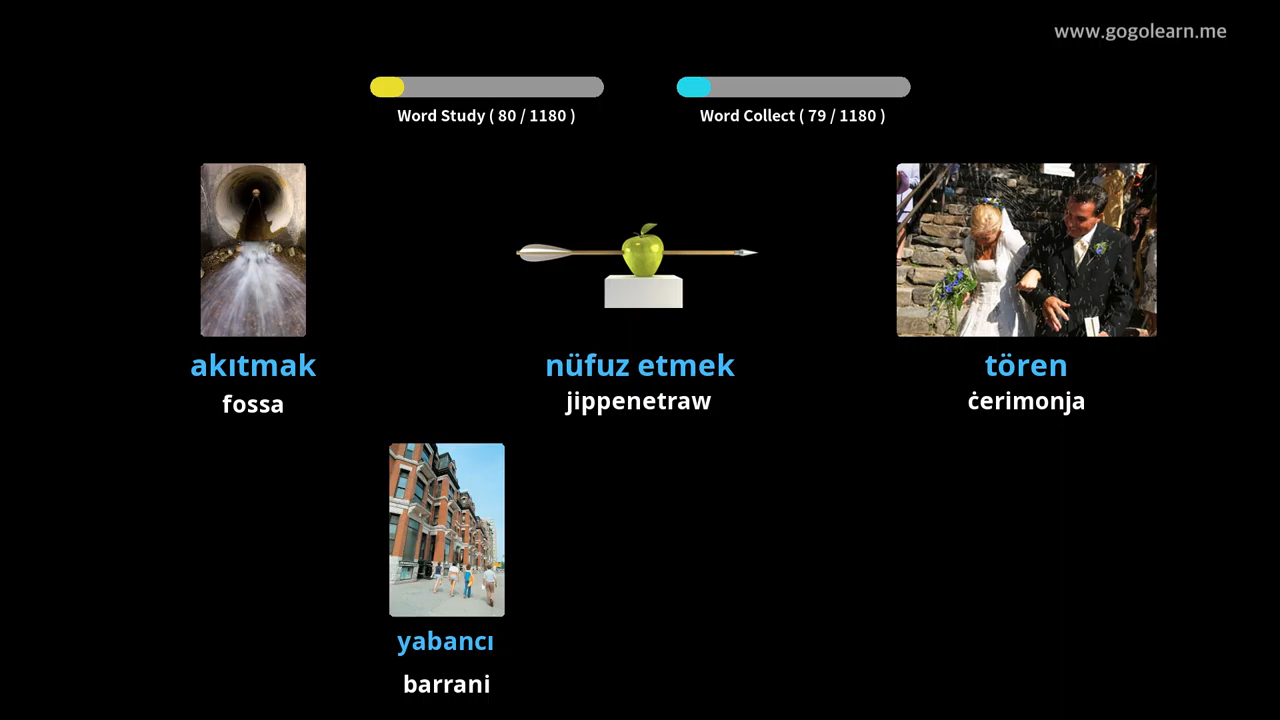 www.gogolearn.me
Word Study ( 80 / 1180 )
Word Collect ( 79 / 1180 )
akıtmak
fossa
nüfuz etmek
jippenetraw
tören
ċerimonja
yabancı
barrani